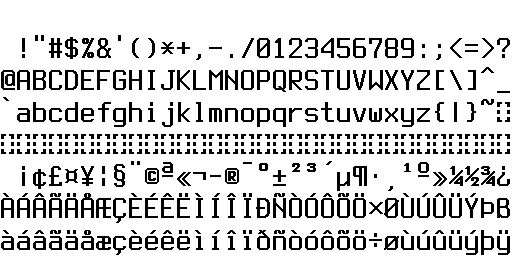 !"#$%&'()*+,-./0123456789:;<=>?
@ABCDEFGHIJKLMNOPQRSTUVWXYZ[\]^_
`abcdefghijklmnopqrstuvwxyz{|}~
¡¢£¤¥¦§¨©ª«¬-®¯°±²³´µ¶·¸¹º»¼½¾¿
ÀÁÂÃÄÅÆÇÈÉÊËÌÍÎÏÐÑÒÓÔÕÖ×ØÙÚÛÜÝÞß
àáâãäåæçèéêëìíîïðñòóôõö÷øùúûüýþÿ